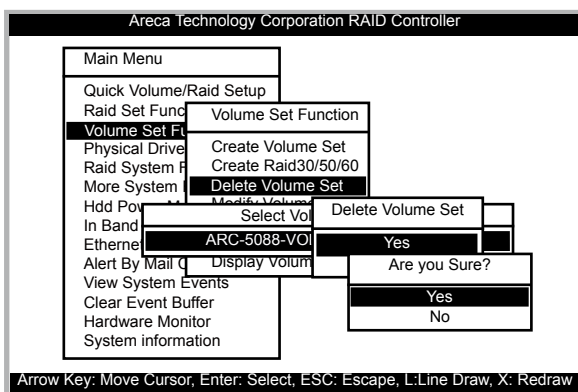 Areca Technology Corporation RAID Controller
Main Menu
Quick Volume/Raid Setup
Raid Set Func
Volume Set Fu
Physical Drive
Raid System F
More System
Hdd Pow
In Band
Etherne
Alert By Mail C
View System Events
Clear Event Buffer
Hardware Monitor
System information
Volume Set Function
Create Volume Set
Create Raid30/50/60
Delete Volume Set
Modify Volume
Display Volum
Select Vol
ARC-5088-VO
Delete Volume Set
Yes
Are you Sure?
Yes
No
Arrow Key: Move Cursor, Enter: Select, ESC: Escape, L:Line Draw, X: Redraw